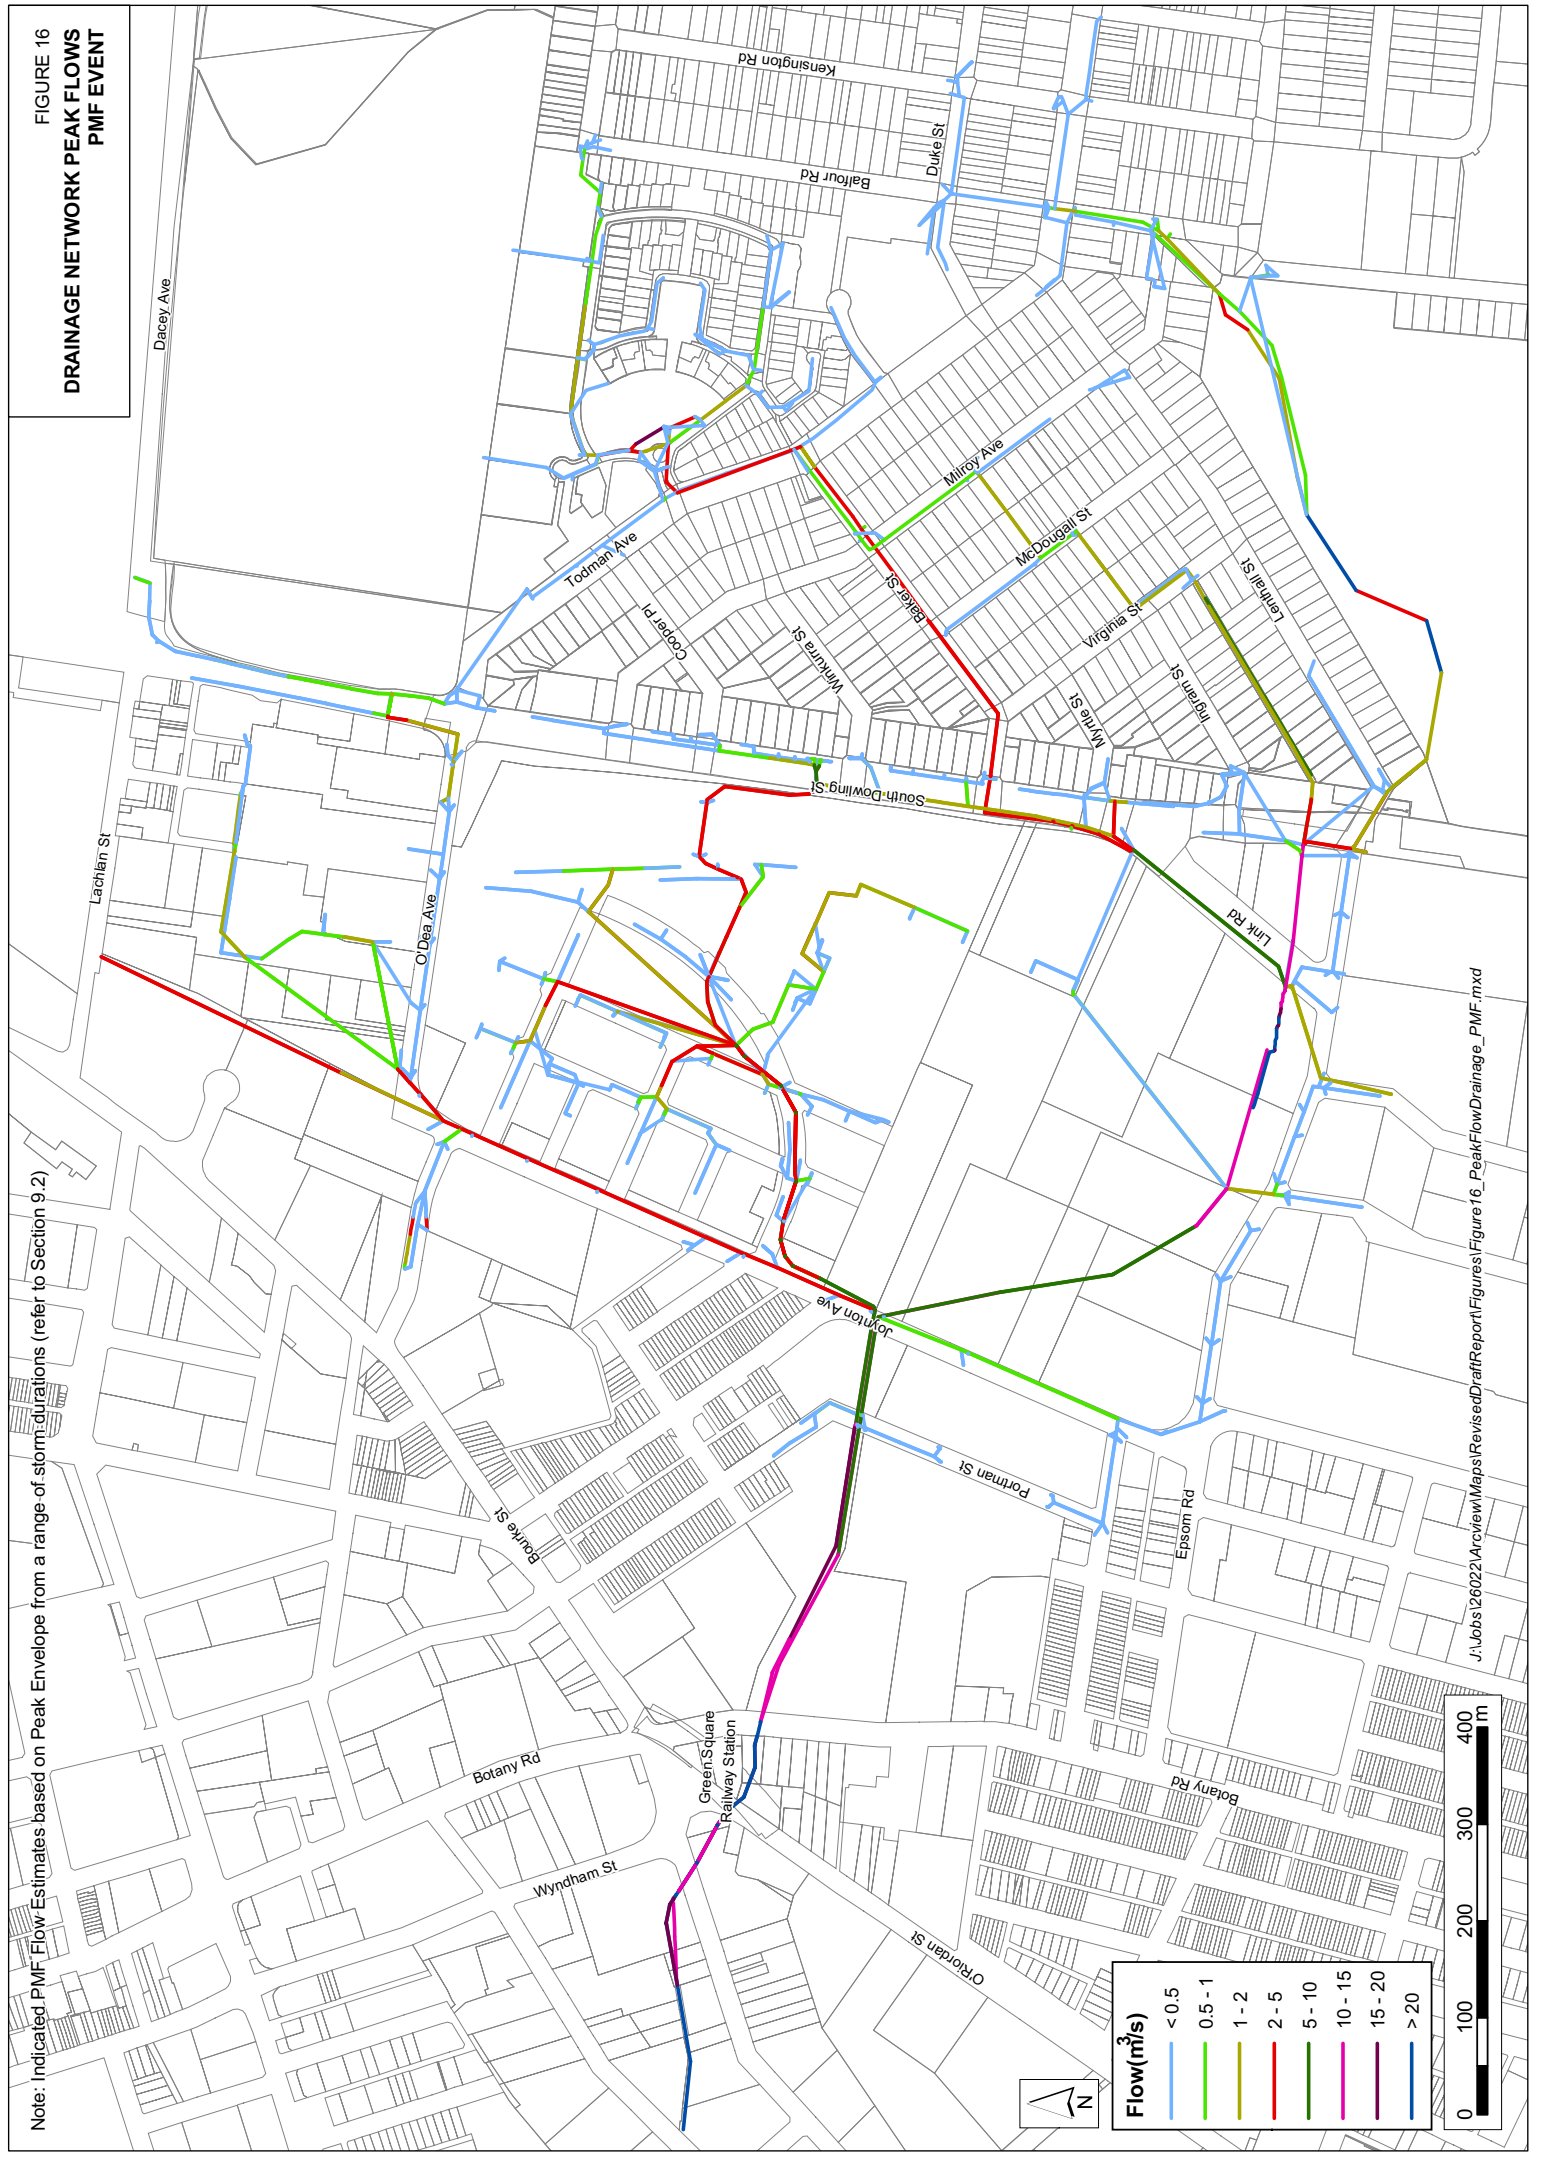 FIGURE 16
DRAINAGE NETWORK PEAK FLOWS
PMF EVENT
Note: Indicated PMF Flow Estimates based on Peak Envelope from a range of storm durations (refer to Section 9.2)
Dacey Ave
Kensington Rd
Duke St
Balfour Rd
Lachlan St
Todman Ave
Cooper Pl
Winkurra St
Baker St
Milroy Ave
McDougall St
Virginia St
Lenthall St
Ingram St
Myrtle St
South Dowling St
O'Dea Ave
Link Rd
Joynton Ave
Bourke St
Portman St
Epsom Rd
Botany Rd
Green Square
Railway Station
Botany Rd
Wyndham St
O'Riordan St
N
Flow(m3/s)
< 0.5
0.5 - 1
1 - 2
2 - 5
5 - 10
10 - 15
15 - 20
> 20
0 100 200 300 400
m
J:\Jobs\26022\Arcview\Maps\RevisedDraftReport\Figures\Figure16_PeakFlowDrainage_PMF.mxd